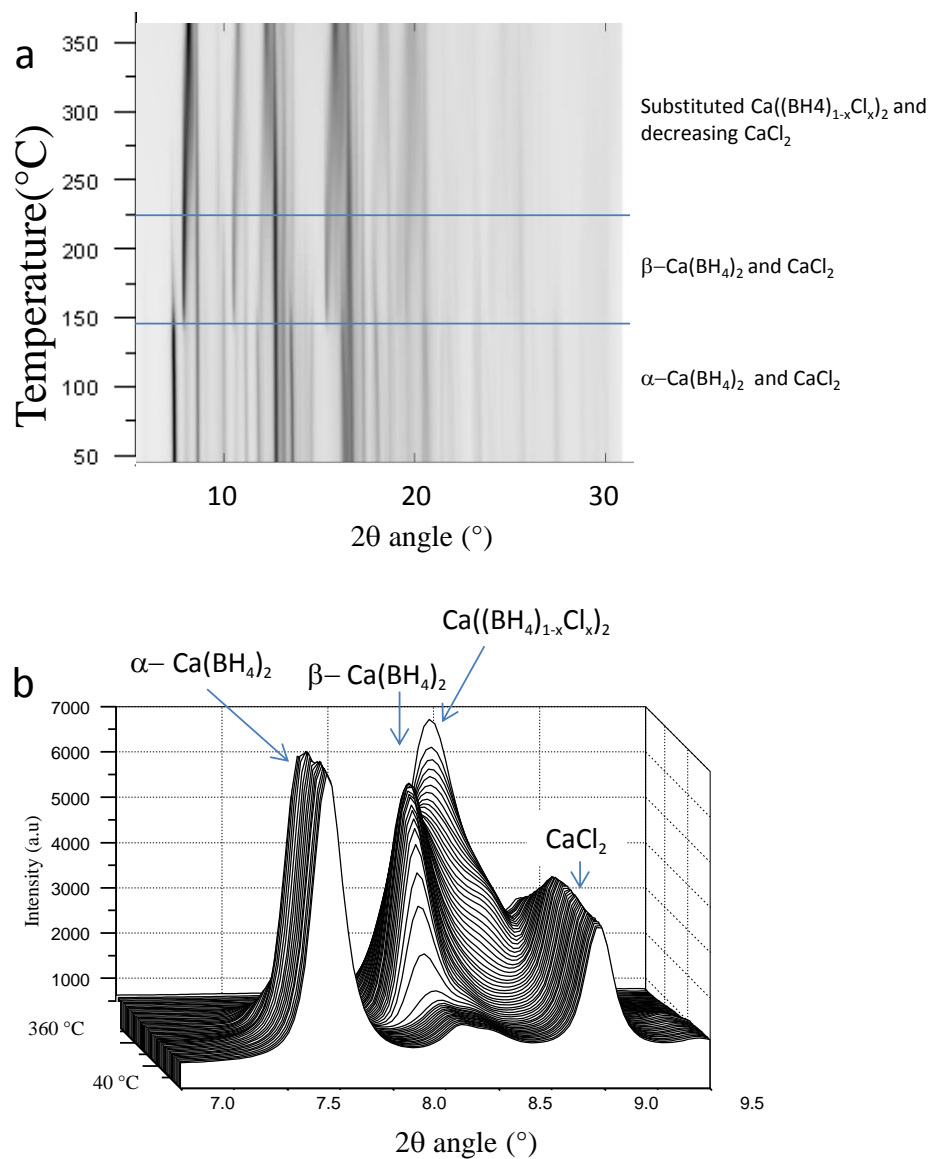 a
Temperature(°C)
350
300
250
200
150
100
50
Substituted Ca((BH4)₁₋ₓClₓ)₂ and
decreasing CaCl₂
β–Ca(BH₄)₂ and CaCl₂
α–Ca(BH₄)₂ and CaCl₂
10 20 30
2θ angle (°)
b
Ca((BH₄)₁₋ₓClₓ)₂
α– Ca(BH₄)₂
β– Ca(BH₄)₂
CaCl₂
Intensity (a.u)
7000
6000
5000
4000
3000
2000
1000
360 °C
40 °C
7.0 7.5 8.0 8.5 9.0 9.5
2θ angle (°)